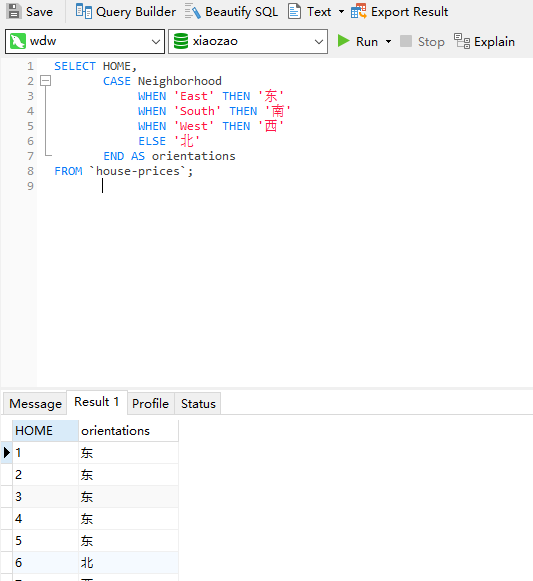 Save Query Builder Beautify SQL Text Export Result
wdw xiaozao Run Stop Explain
1 SELECT HOME,
2 CASE Neighborhood
3 WHEN 'East' THEN '东'
4 WHEN 'South' THEN '南'
5 WHEN 'West' THEN '西'
6 ELSE '北'
7 END AS orientations
8 FROM `house-prices`;
9
Message Result 1 Profile Status
HOME orientations
1 东
2 东
3 东
4 东
5 东
6 北